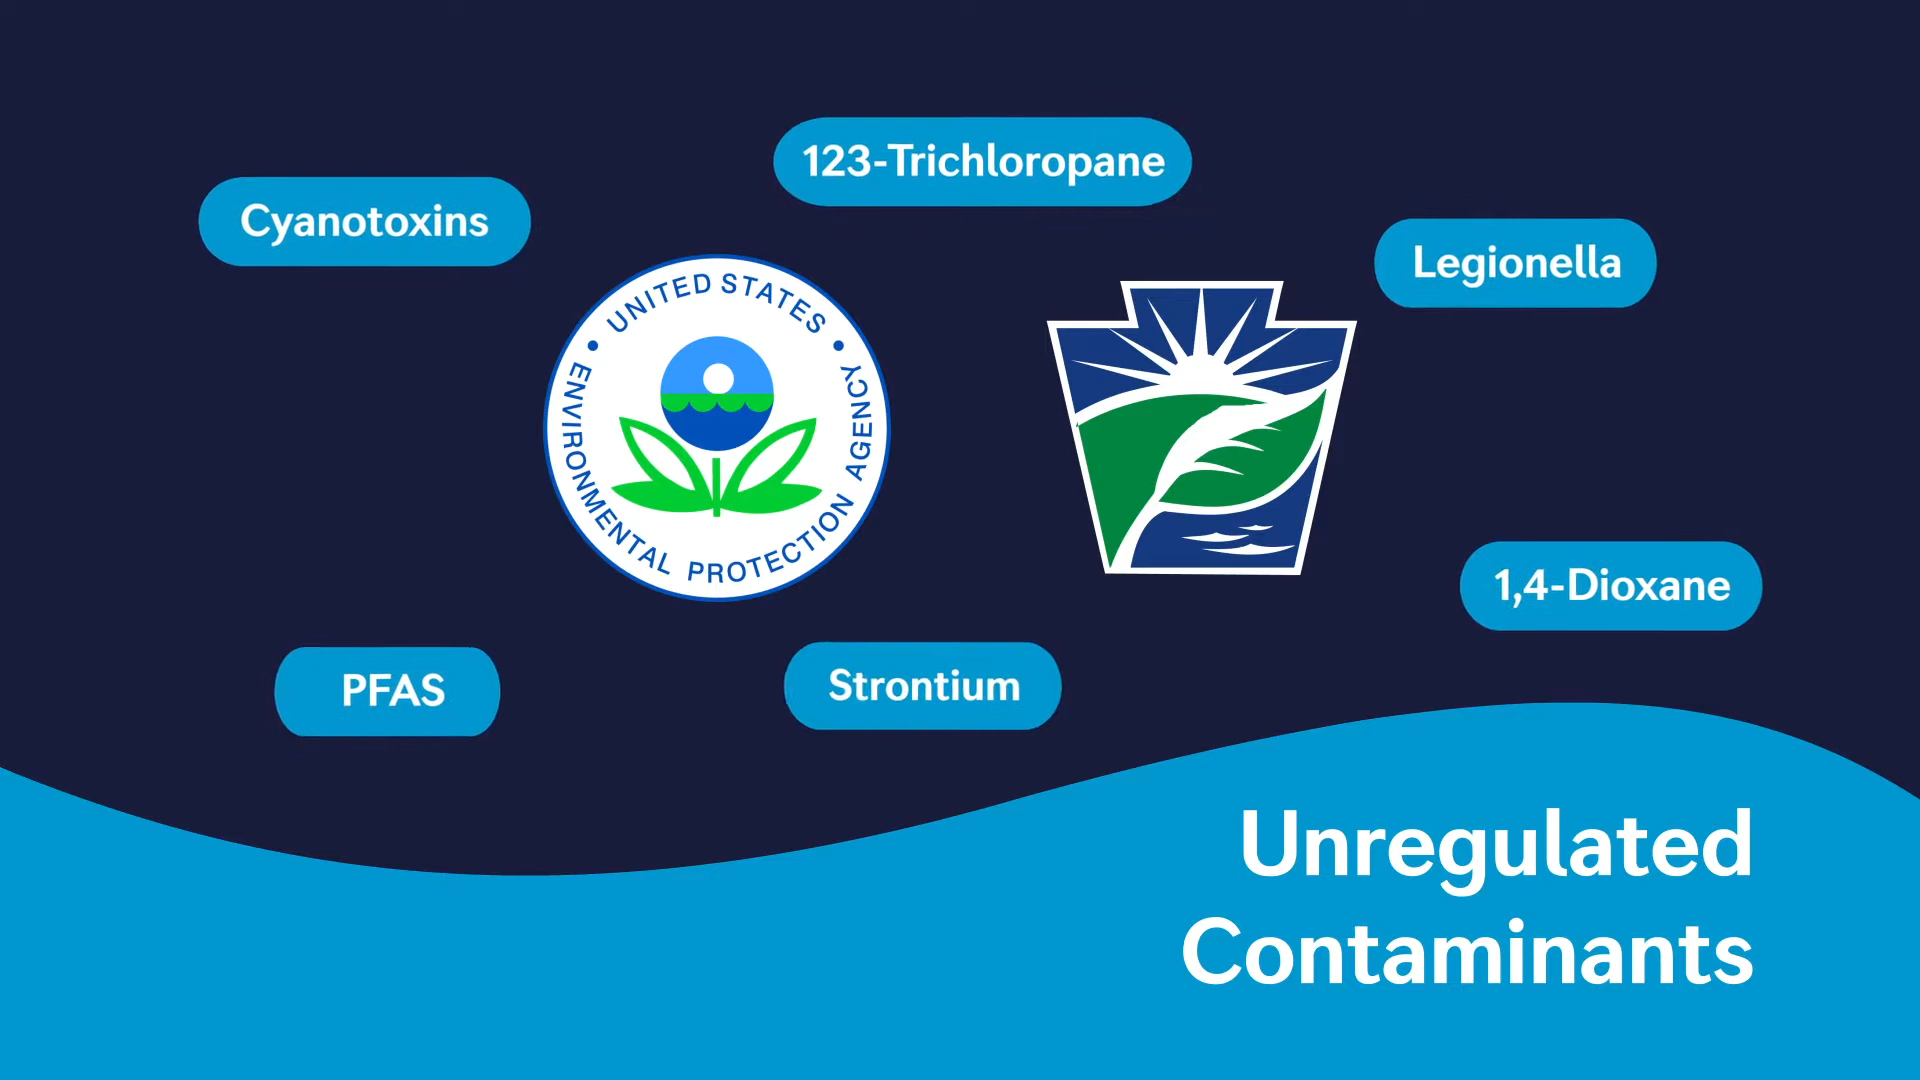 123-Trichloropane
Cyanotoxins
Legionella
UNITED STATES
ENVIRONMENTAL PROTECTION AGENCY
1,4-Dioxane
PFAS
Strontium
Unregulated
Contaminants